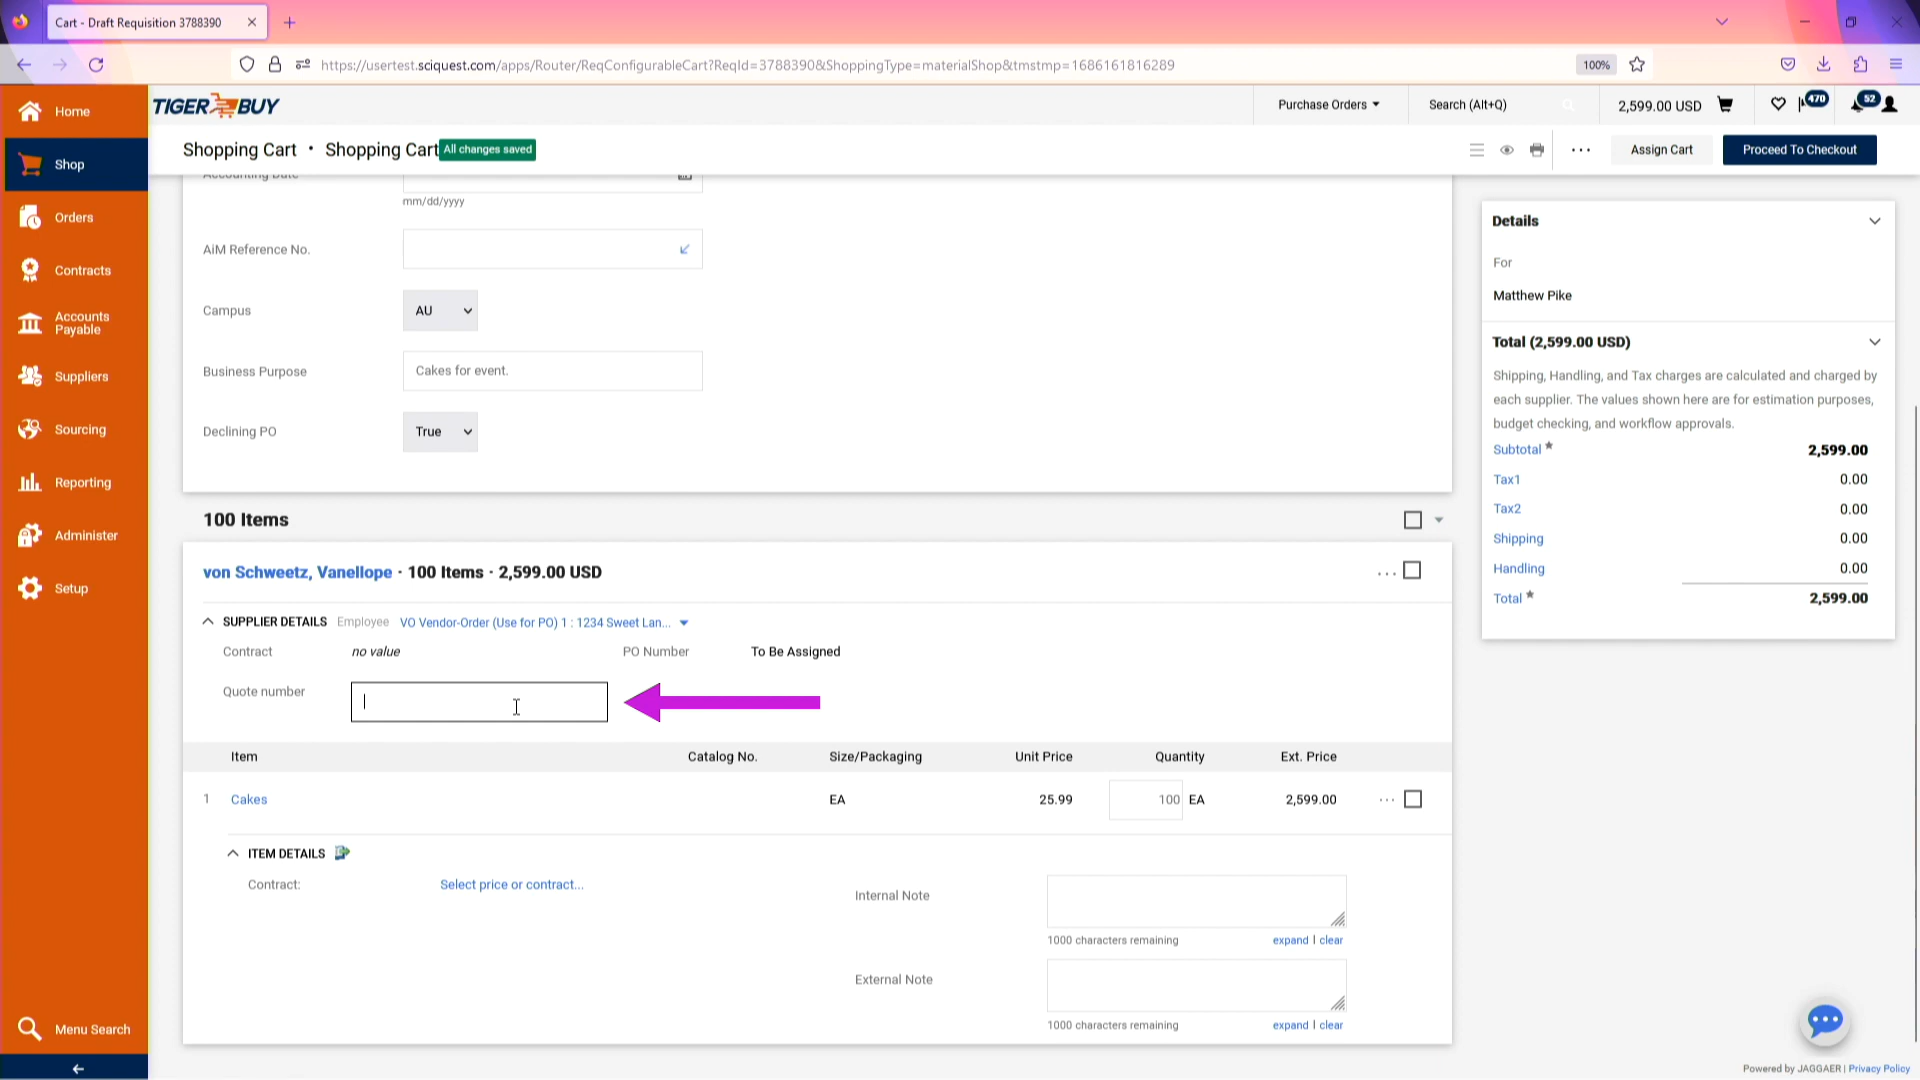 Cart - Draft Requisition 3788390
https://usertest.sciquest.com/apps/Router/ReqConfigurableCart?ReqId=3788390&ShoppingType=materialShop&tmstmp=1686161816289
100%
Home
TIGER BUY
Purchase Orders
Search (Alt+Q)
2,599.00 USD
470
52
Shop
Shopping Cart • Shopping Cart
All changes saved
Assign Cart
Proceed To Checkout
Orders
Contracts
Accounts
Payable
Suppliers
Sourcing
Reporting
Administer
Setup
Menu Search
Accounting Date
mm/dd/yyyy
AiM Reference No.
Campus
AU
Business Purpose
Cakes for event.
Declining PO
True
100 Items
von Schweetz, Vanellope · 100 Items · 2,599.00 USD
...
SUPPLIER DETAILS Employee VO Vendor-Order (Use for PO) 1 : 1234 Sweet Lan...
Contract no value PO Number To Be Assigned
Quote number
Item Catalog No. Size/Packaging Unit Price Quantity Ext. Price
1 Cakes EA 25.99 100 EA 2,599.00 ...
ITEM DETAILS
Contract: Select price or contract...
Internal Note
1000 characters remaining expand | clear
External Note
1000 characters remaining expand | clear
Details
For
Matthew Pike
Total (2,599.00 USD)
Shipping, Handling, and Tax charges are calculated and charged by
each supplier. The values shown here are for estimation purposes,
budget checking, and workflow approvals.
Subtotal * 2,599.00
Tax1 0.00
Tax2 0.00
Shipping 0.00
Handling 0.00
Total * 2,599.00
Powered by JAGGAER | Privacy Policy